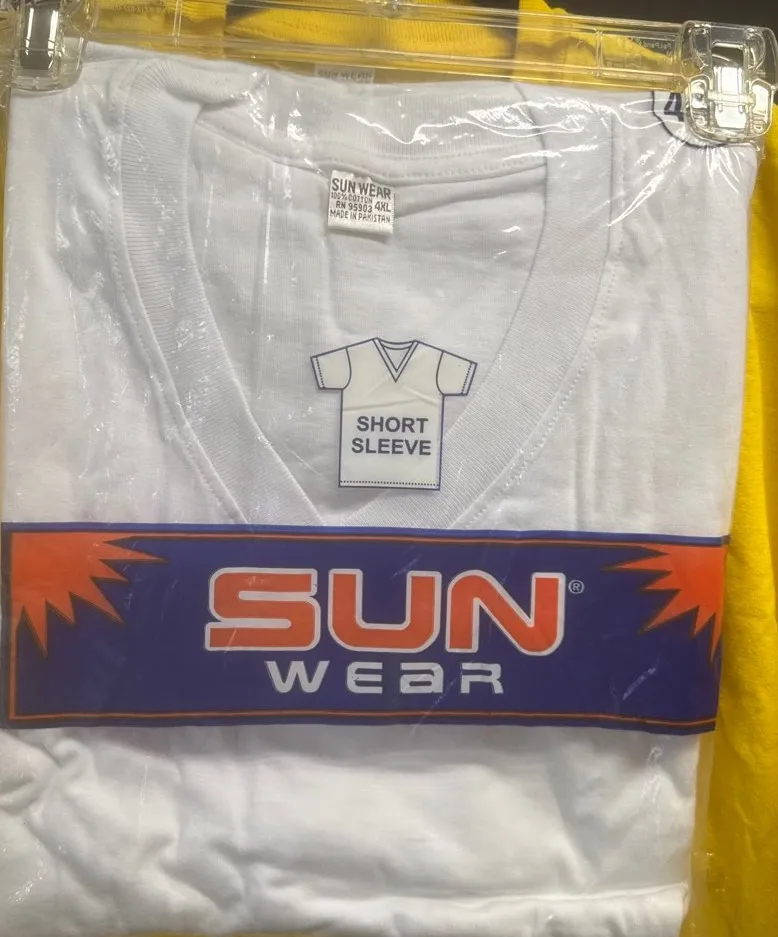 SUN WEAR
100% COTTON
RN 95903 4XL
MADE IN PAKISTAN
SHORT
SLEEVE
SUN®
WEAR